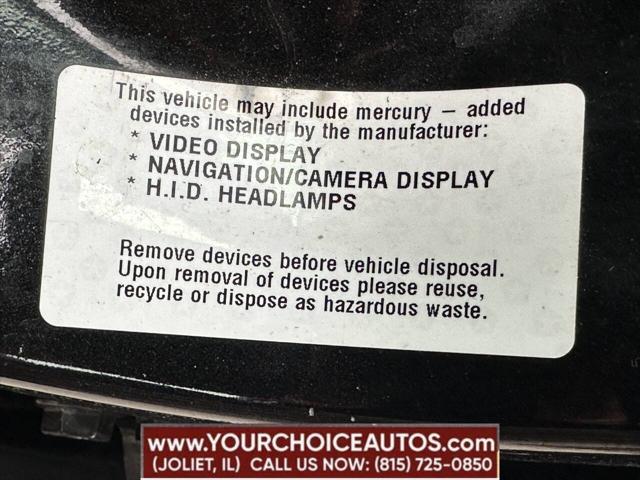 This vehicle may include mercury – added
devices installed by the manufacturer:
* VIDEO DISPLAY
* NAVIGATION/CAMERA DISPLAY
* H.I.D. HEADLAMPS
Remove devices before vehicle disposal.
Upon removal of devices please reuse,
recycle or dispose as hazardous waste.
www.YOURCHOICEAUTOS.com
(JOLIET, IL) CALL US NOW: (815) 725-0850